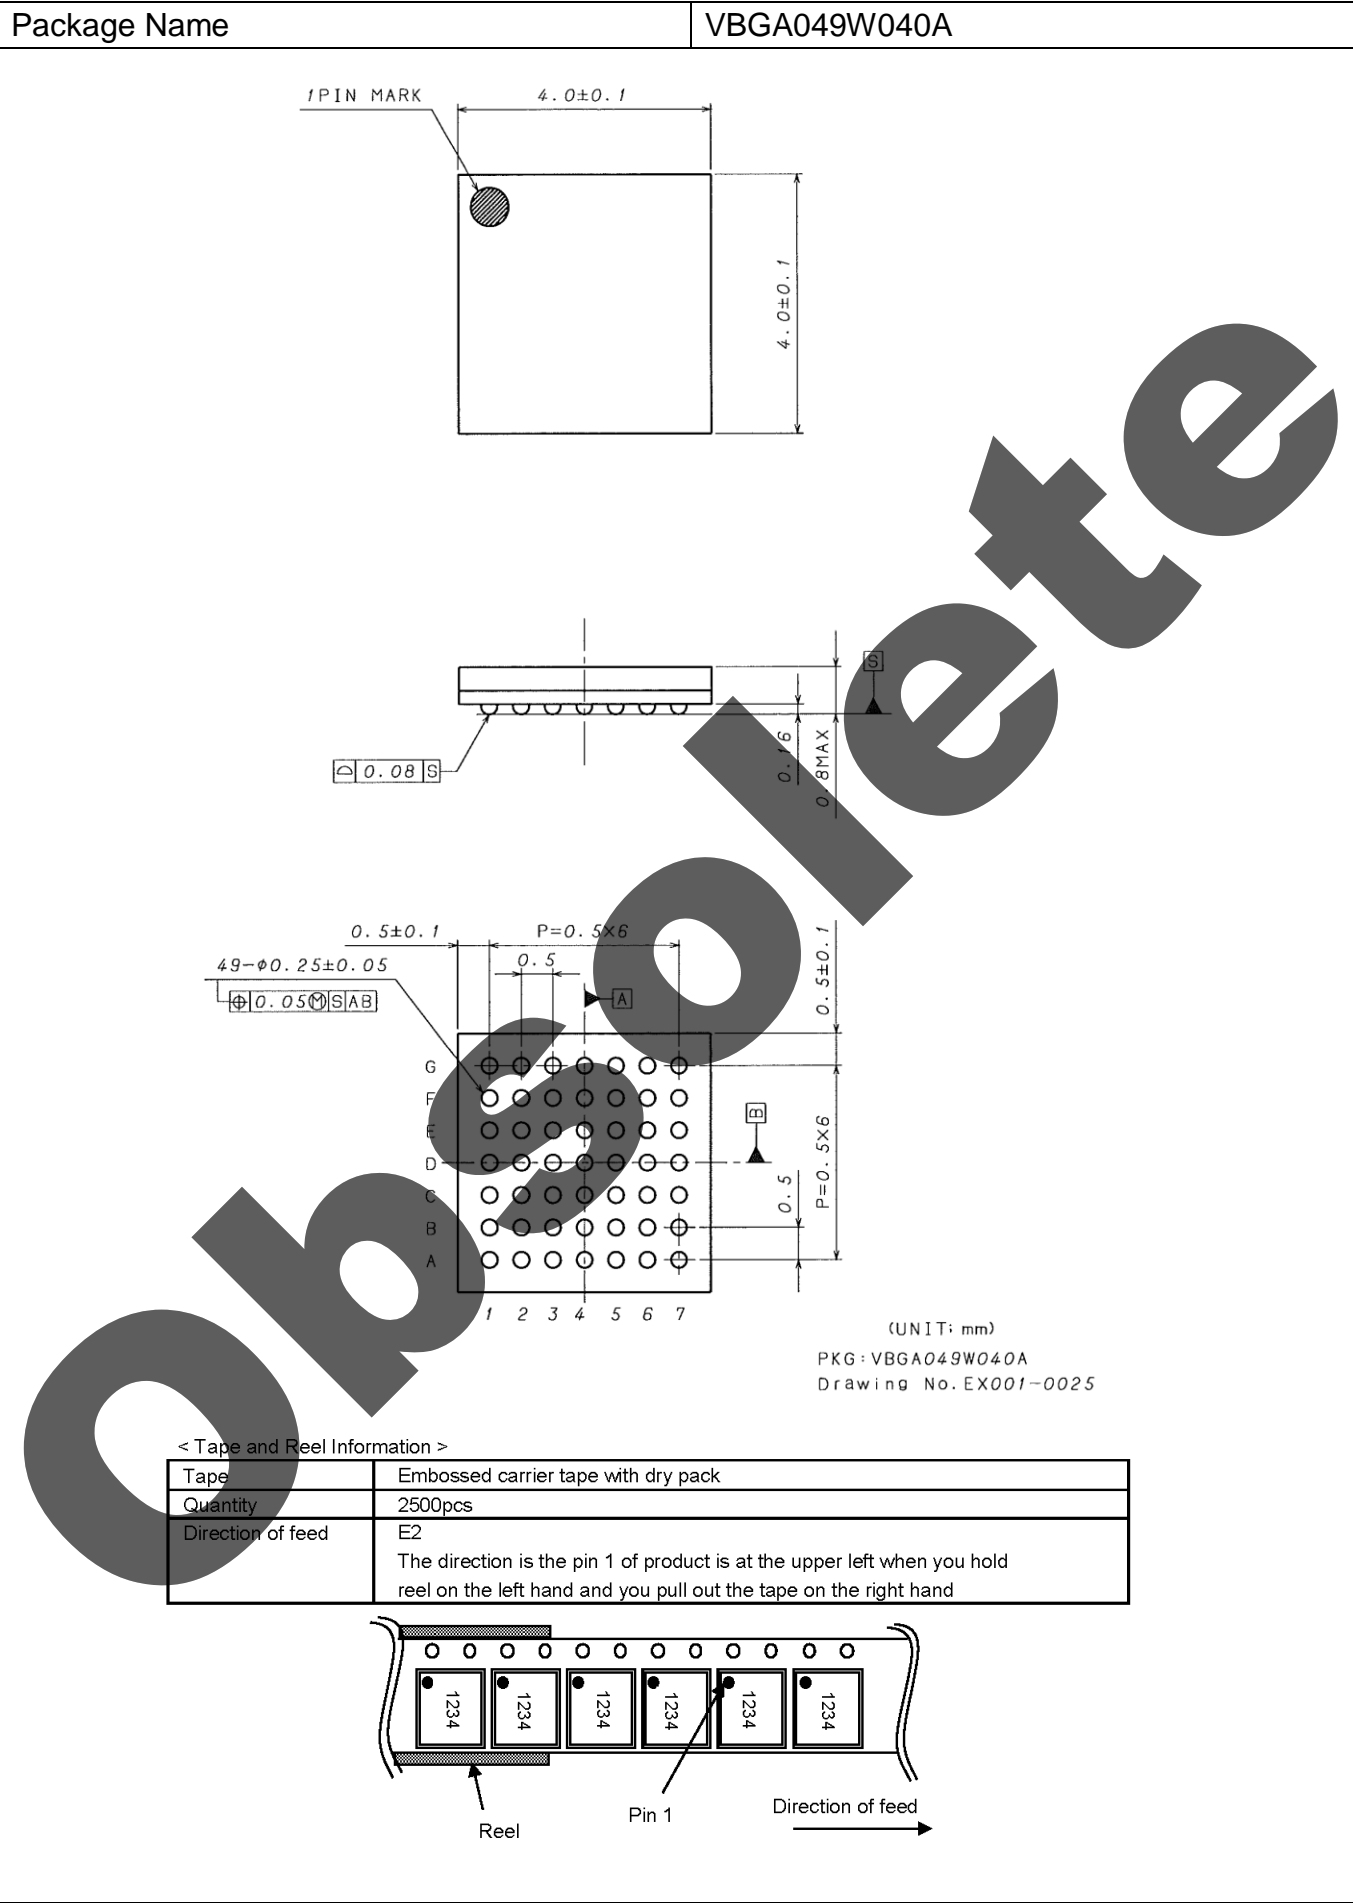 Package Name VBGA049W040A
1PIN MARK
4.0±0.1
4.0±0.1
S
0.16
0.8MAX
0.08 S
0.5±0.1
P=0.5×6
0.5
49-φ0.25±0.05
⌖ 0.05Ⓜ S AB
A
0.5±0.1
G
F
E
D
C
B
A
B
0.5
P=0.5×6
1 2 3 4 5 6 7
(UNIT: mm)
PKG:VBGA049W040A
Drawing No.EX001-0025
Obsolete
< Tape and Reel Information >
Tape Embossed carrier tape with dry pack
Quantity 2500pcs
Direction of feed E2
The direction is the pin 1 of product is at the upper left when you hold
reel on the left hand and you pull out the tape on the right hand
1234 1234 1234 1234 1234 1234
Reel
Pin 1
Direction of feed